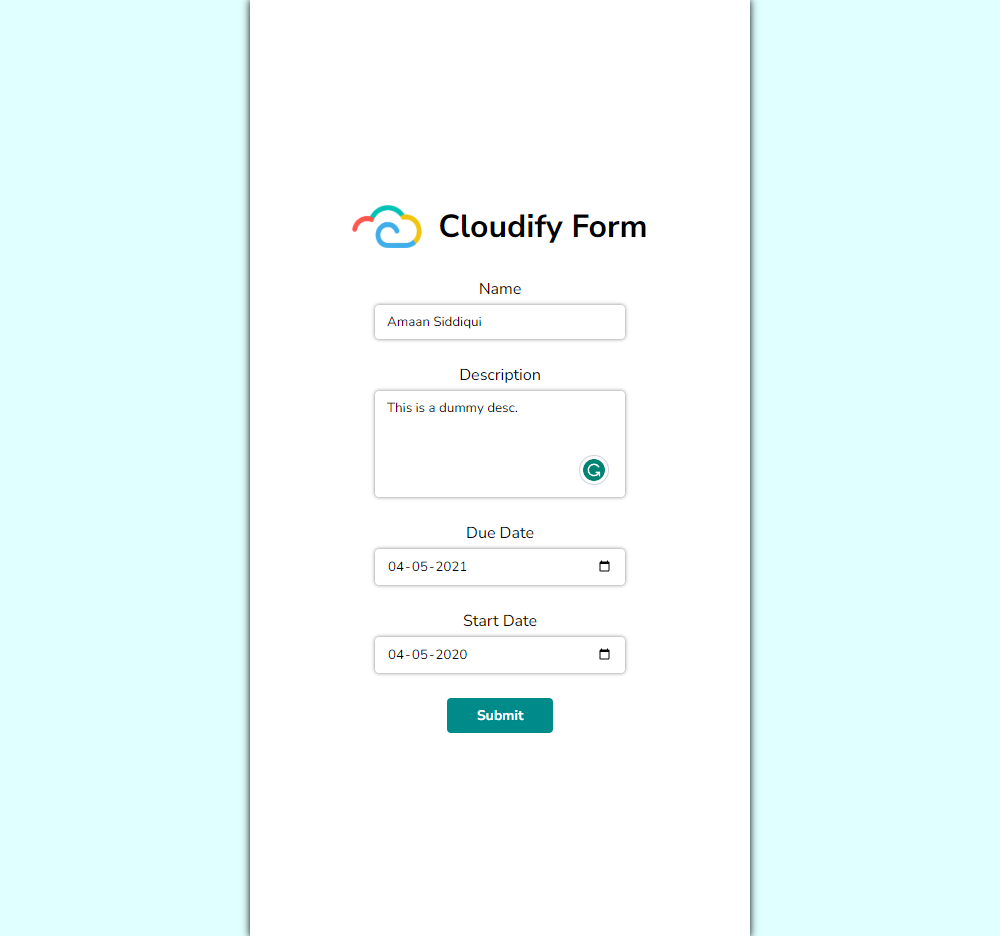 Cloudify Form
Name
Amaan Siddiqui
Description
This is a dummy desc.
Due Date
04-05-2021
Start Date
04-05-2020
Submit